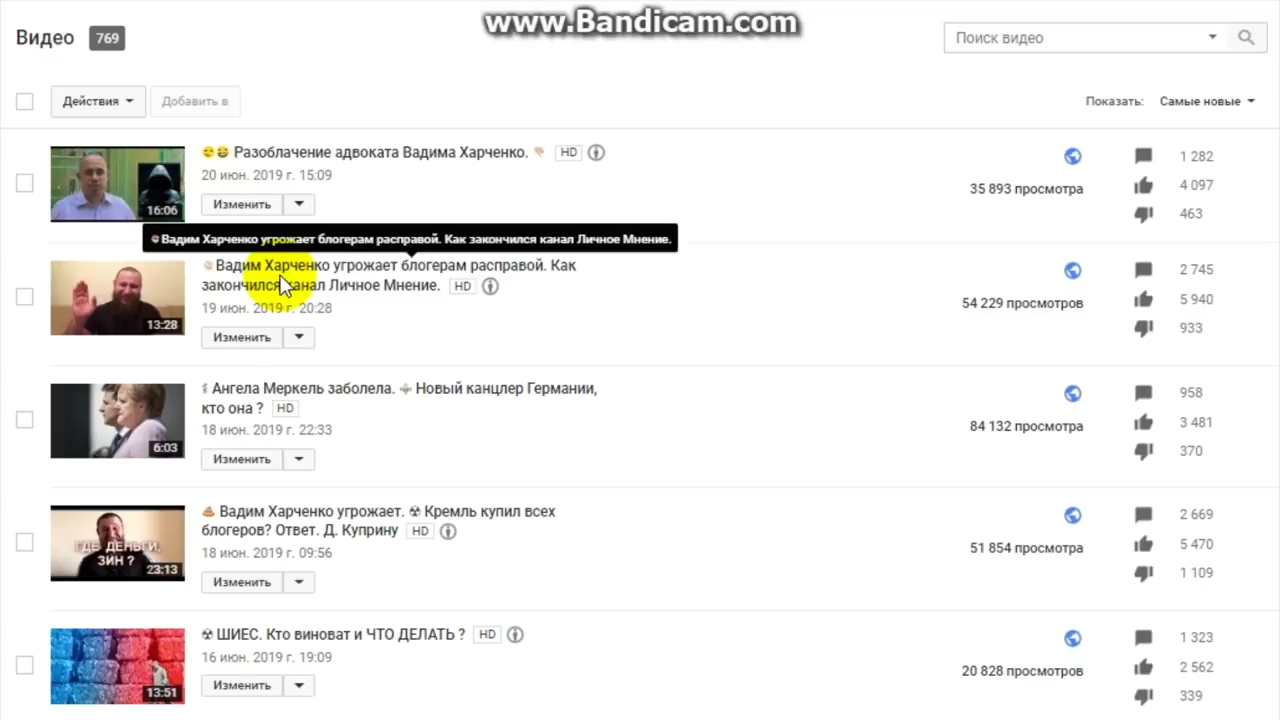 www.Bandicam.com
Видео 769
Поиск видео
Действия
Добавить в
Показать: Самые новые
😏😅 Разоблачение адвоката Вадима Харченко. 👎🏻 HD
20 июн. 2019 г. 15:09
Изменить
16:06
35 893 просмотра
1 282
4 097
463
Вадим Харченко угрожает блогерам расправой. Как закончился канал Личное Мнение.
Вадим Харченко угрожает блогерам расправой. Как
закончился канал Личное Мнение. HD
19 июн. 2019 г. 20:28
Изменить
13:28
54 229 просмотров
2 745
5 940
933
Ангела Меркель заболела. Новый канцлер Германии,
кто она ? HD
18 июн. 2019 г. 22:33
Изменить
6:03
84 132 просмотра
958
3 481
370
Вадим Харченко угрожает. ☢ Кремль купил всех
блогеров? Ответ. Д. Куприну HD
18 июн. 2019 г. 09:56
Изменить
ГДЕ ДЕНЬГИ,
ЗИН ?
23:13
51 854 просмотра
2 669
5 470
1 109
☢ ШИЕС. Кто виноват и ЧТО ДЕЛАТЬ ? HD
16 июн. 2019 г. 19:09
Изменить
13:51
20 828 просмотров
1 323
2 562
339